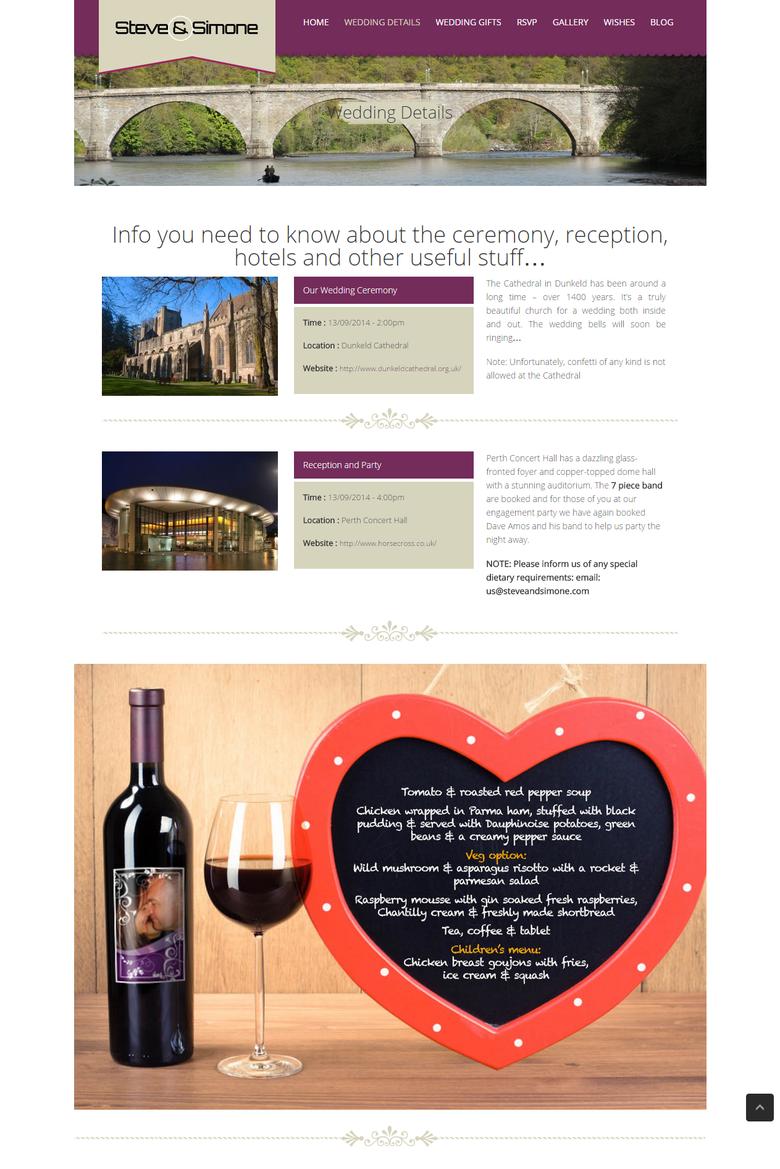 Steve & Simone
HOME WEDDING DETAILS WEDDING GIFTS RSVP GALLERY WISHES BLOG
Wedding Details
Info you need to know about the ceremony, reception,
hotels and other useful stuff...
Our Wedding Ceremony
Time : 13/09/2014 - 2:00pm
Location : Dunkeld Cathedral
Website : http://www.dunkeldcathedral.org.uk/
The Cathedral in Dunkeld has been around a
long time – over 1400 years. It's a truly
beautiful church for a wedding both inside
and out. The wedding bells will soon be
ringing...
Note: Unfortunately, confetti of any kind is not
allowed at the Cathedral
Reception and Party
Time : 13/09/2014 - 4:00pm
Location : Perth Concert Hall
Website : http://www.horsecross.co.uk/
Perth Concert Hall has a dazzling glass-
fronted foyer and copper-topped dome hall
with a stunning auditorium. The 7 piece band
are booked and for those of you at our
engagement party we have again booked
Dave Amos and his band to help us party the
night away.
NOTE: Please inform us of any special
dietary requirements: email:
us@steveandsimone.com
Tomato & roasted red pepper soup
Chicken wrapped in Parma ham, stuffed with black
pudding & served with Dauphinoise potatoes, green
beans & a creamy pepper sauce
Veg option:
Wild mushroom & asparagus risotto with a rocket &
parmesan salad
Raspberry mousse with gin soaked fresh raspberries,
Chantilly cream & freshly made shortbread
Tea, coffee & tablet
Children's menu:
Chicken breast goujons with fries,
ice cream & squash